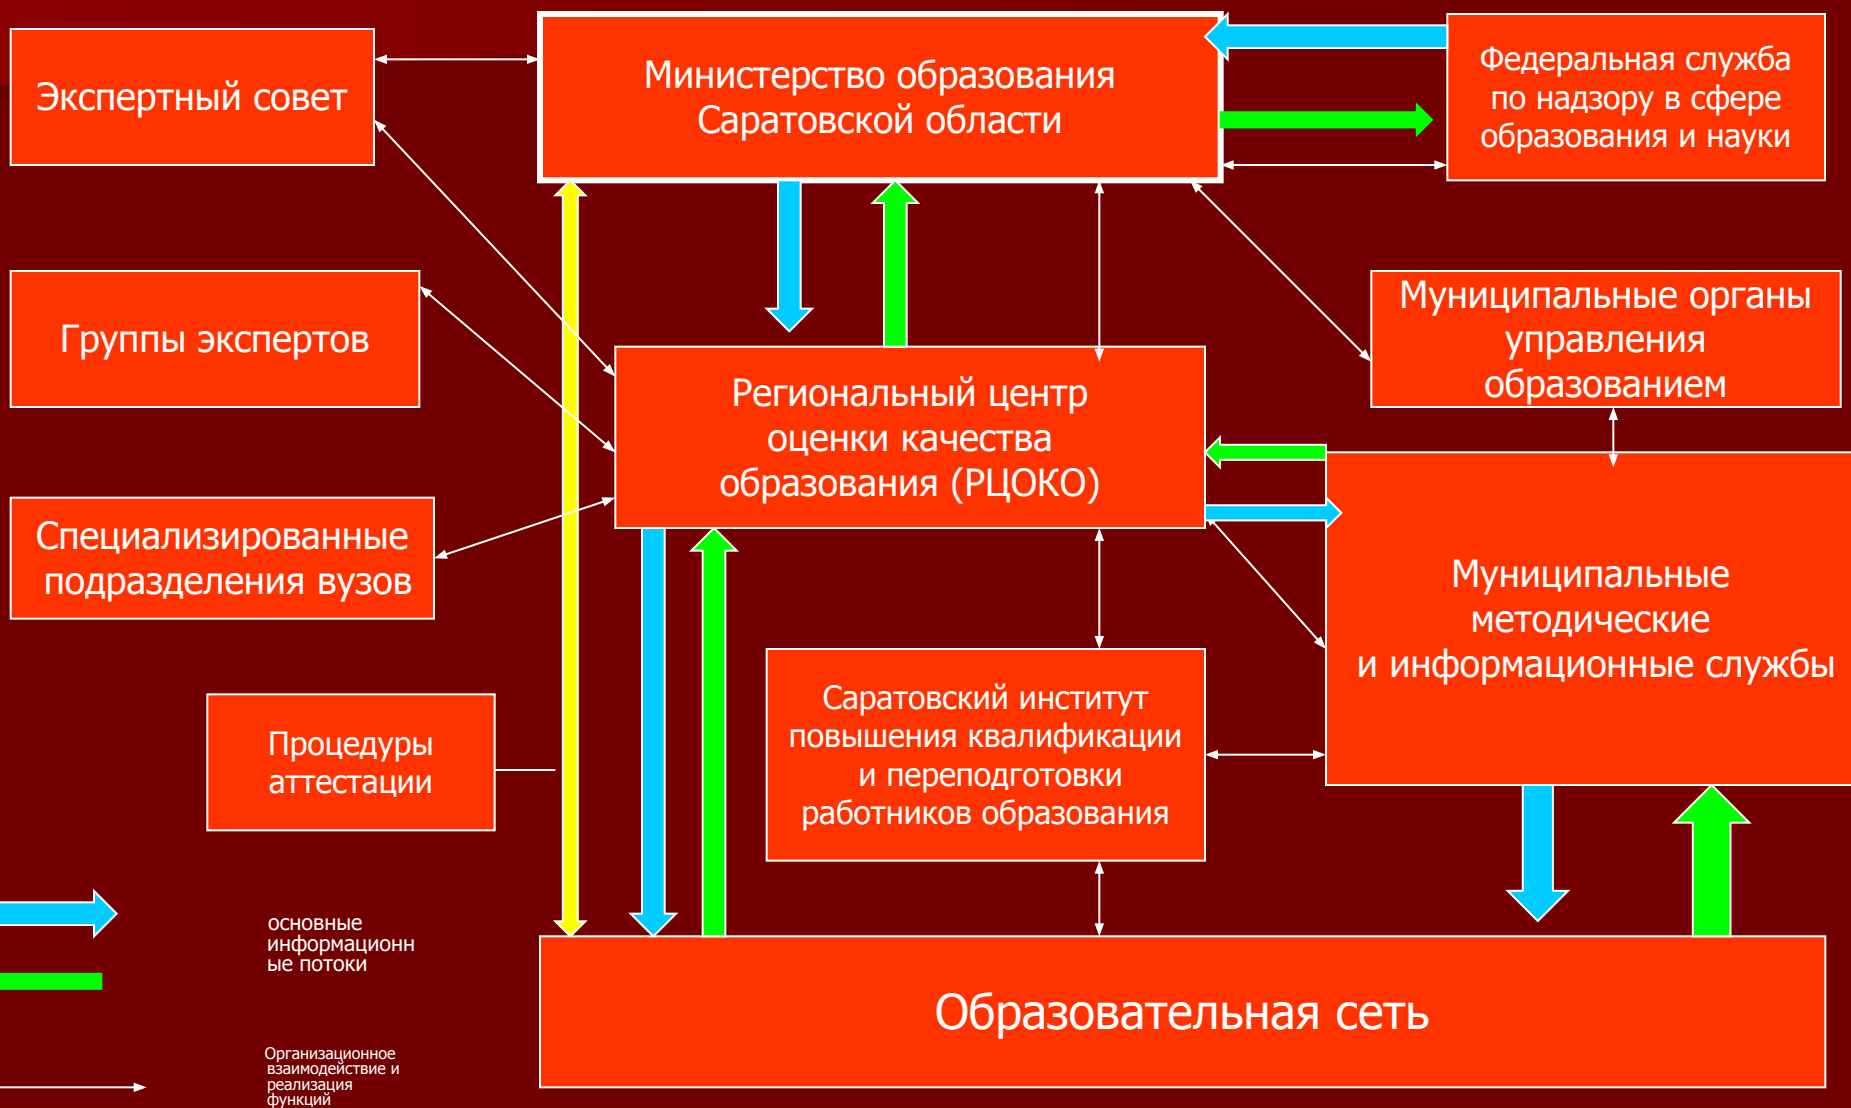 Экспертный совет
Министерство образования
Саратовской области
Федеральная служба
по надзору в сфере
образования и науки
Группы экспертов
Муниципальные органы
управления
образованием
Региональный центр
оценки качества
образования (РЦОКО)
Специализированные
подразделения вузов
Муниципальные
методические
и информационные службы
Саратовский институт
повышения квалификации
и переподготовки
работников образования
Процедуры
аттестации
основные
информационн
ые потоки
Образовательная сеть
Организационное
взаимодействие и
реализация
функций